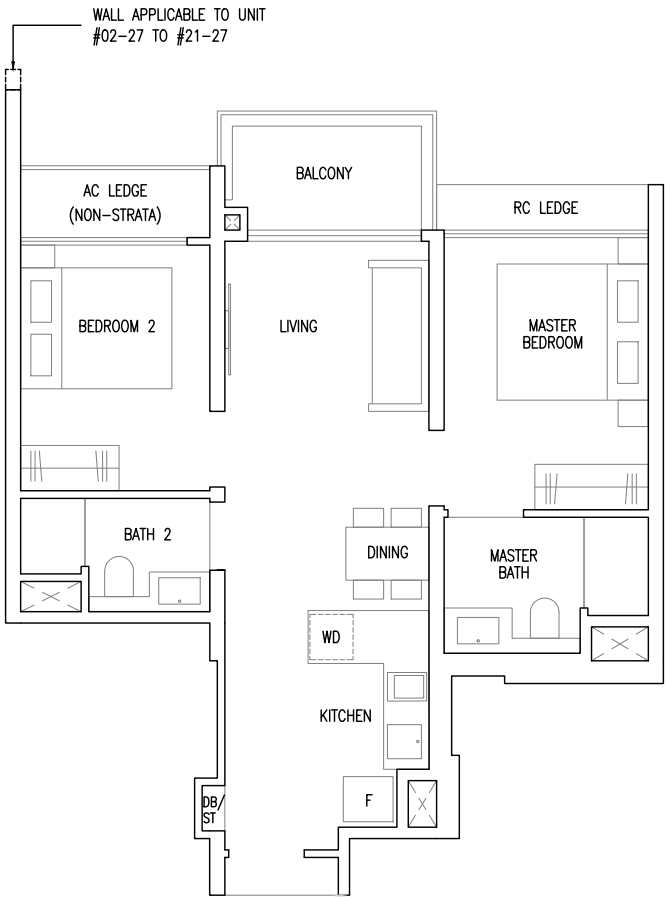 WALL APPLICABLE TO UNIT
#02-27 TO #21-27
BALCONY
AC LEDGE
(NON-STRATA)
RC LEDGE
BEDROOM 2
LIVING
MASTER
BEDROOM
BATH 2
DINING
MASTER
BATH
WD
KITCHEN
F
DB/
ST